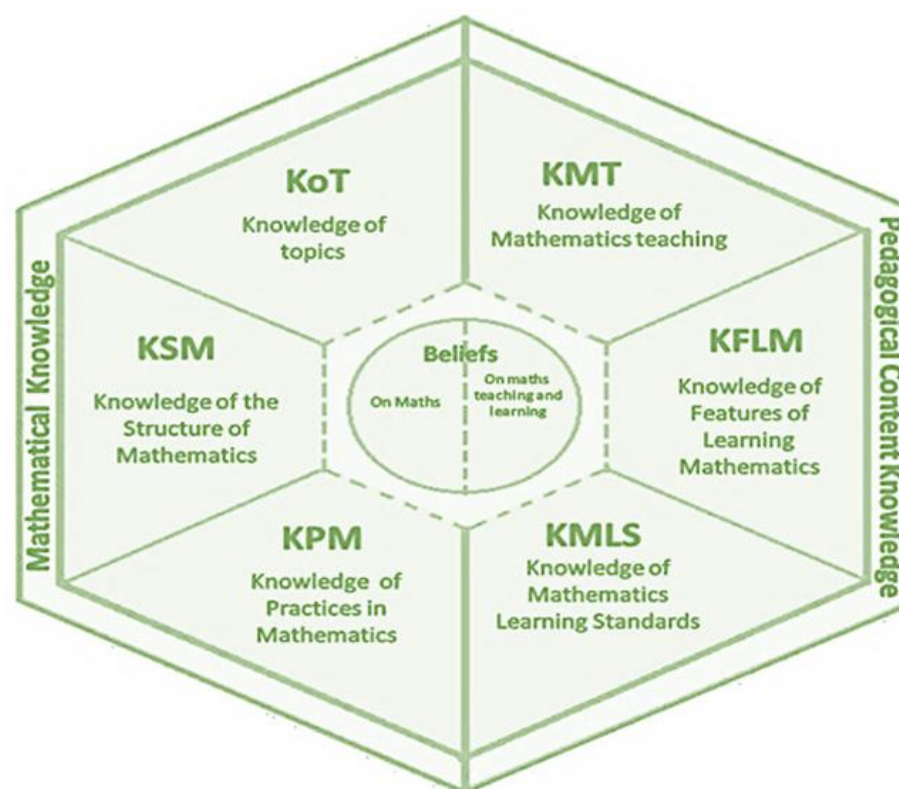 KoT
Knowledge of
topics
KMT
Knowledge of
Mathematics teaching
Mathematical Knowledge
KSM
Knowledge of the
Structure of
Mathematics
Beliefs
On Maths
On maths
teaching and
learning
KFLM
Knowledge of
Features of
Learning
Mathematics
Pedagogical Content Knowledge
KPM
Knowledge of
Practices in
Mathematics
KMLS
Knowledge of
Mathematics
Learning Standards